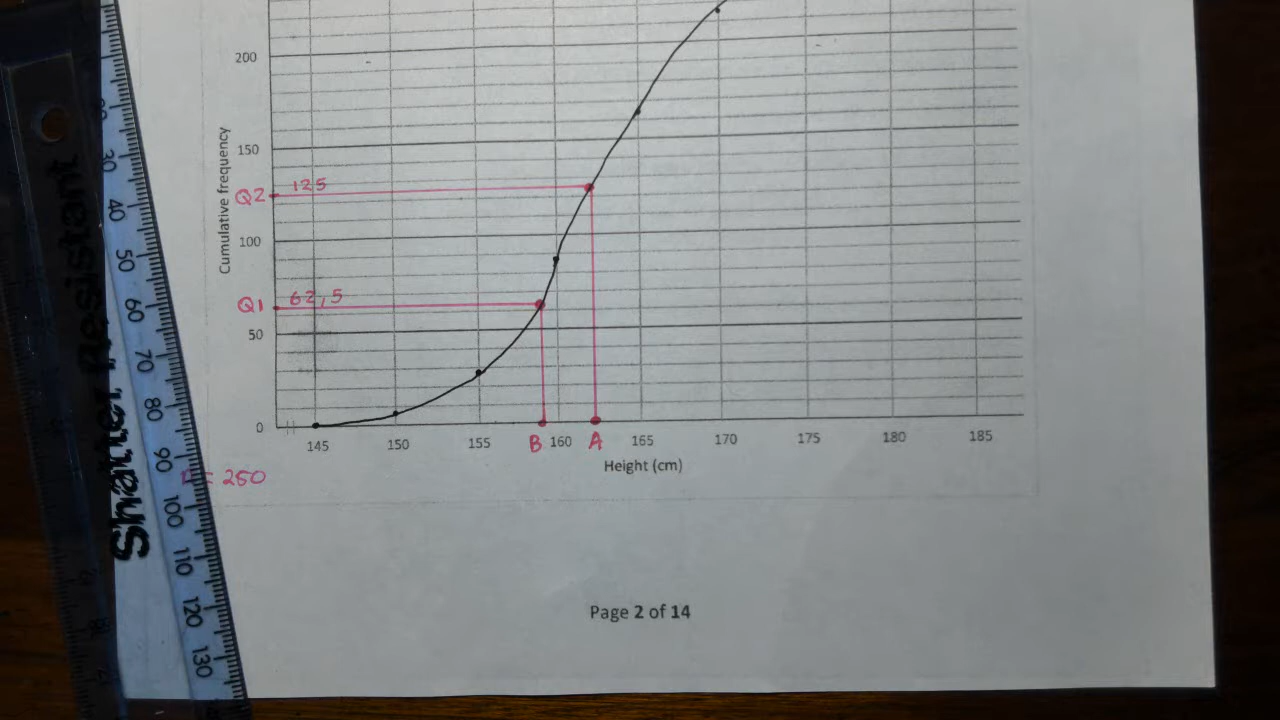 200
150
Q2 125
100
Q1 62,5
50
0
Cumulative frequency
145 150 155 B 160 A 165 170 175 180 185
Height (cm)
= 250
Page 2 of 14
Shatter Resistant
30
40
50
60
70
80
90
100
110
120
130